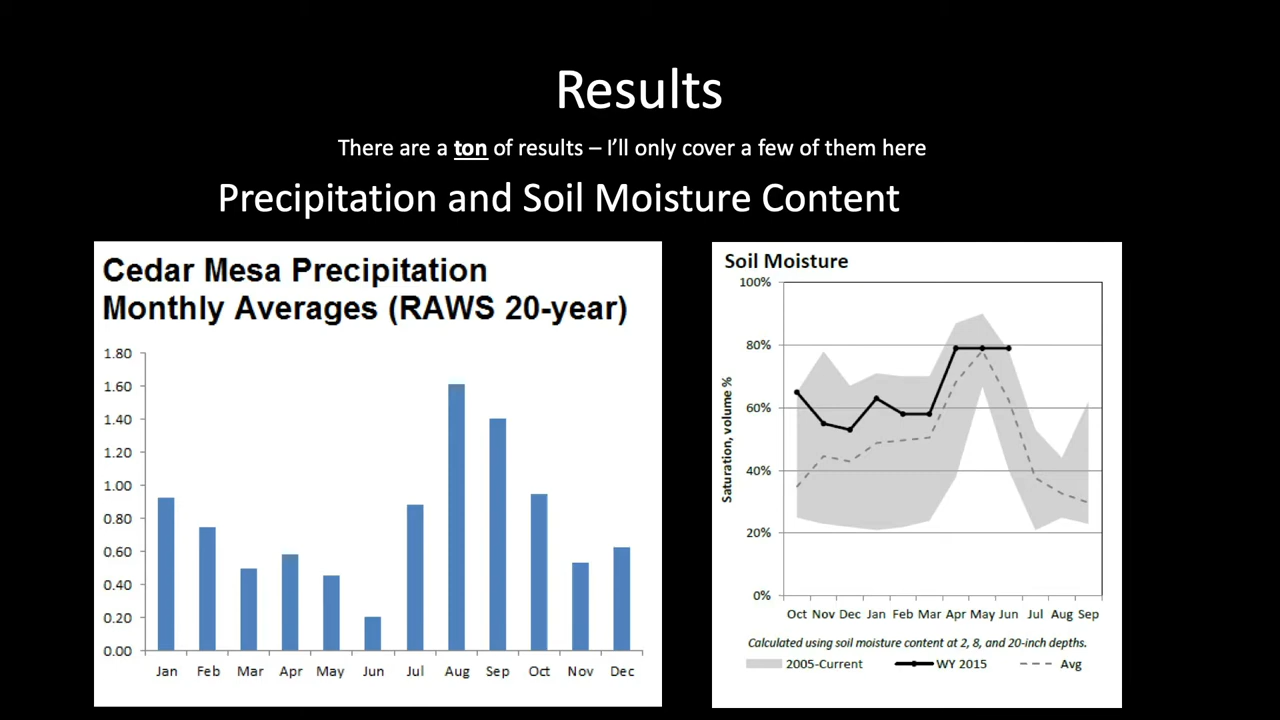 Results
There are a ton of results – I'll only cover a few of them here
Precipitation and Soil Moisture Content
Cedar Mesa Precipitation
Monthly Averages (RAWS 20-year)
1.80
1.60
1.40
1.20
1.00
0.80
0.60
0.40
0.20
0.00
Jan Feb Mar Apr May Jun Jul Aug Sep Oct Nov Dec
Soil Moisture
100%
80%
60%
40%
20%
0%
Saturation, volume %
Oct Nov Dec Jan Feb Mar Apr May Jun Jul Aug Sep
Calculated using soil moisture content at 2, 8, and 20-inch depths.
2005-Current WY 2015 Avg